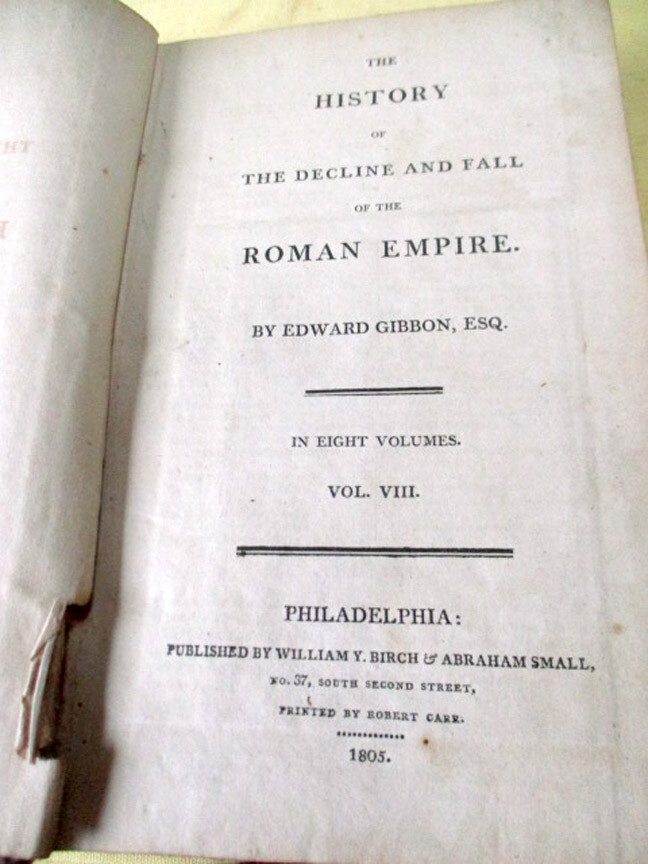 THE
HISTORY
OF
THE DECLINE AND FALL
OF THE
ROMAN EMPIRE.
BY EDWARD GIBBON, ESQ.
IN EIGHT VOLUMES.
VOL. VIII.
PHILADELPHIA:
PUBLISHED BY WILLIAM Y. BIRCH & ABRAHAM SMALL,
NO. 37, SOUTH SECOND STREET,
PRINTED BY ROBERT CARR.
1805.